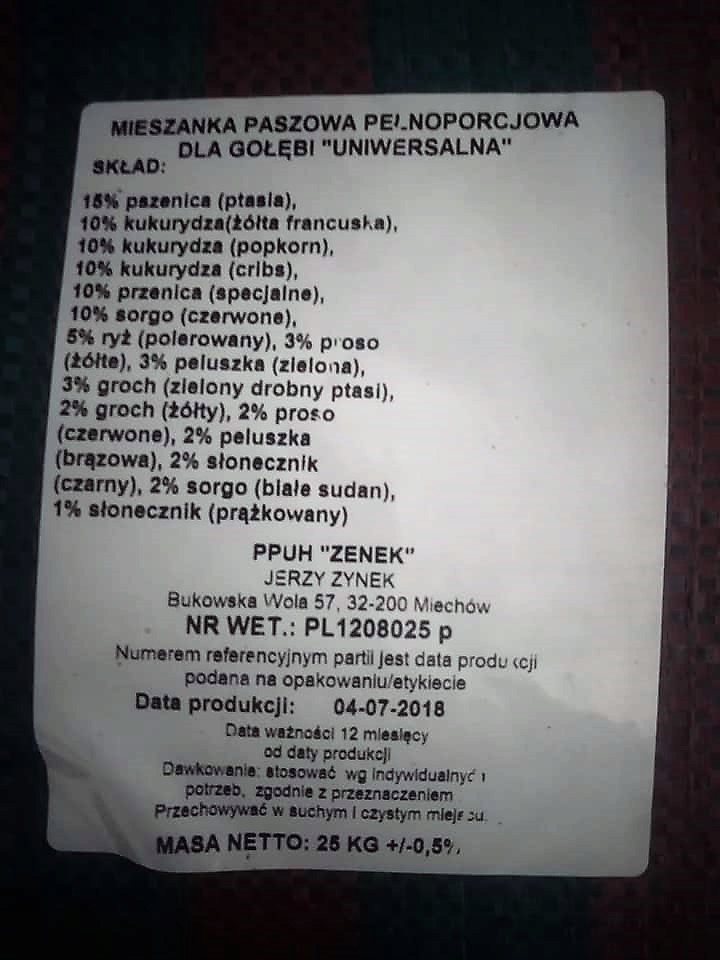 MIESZANKA PASZOWA PEŁNOPORCJOWA
DLA GOŁĘBI "UNIWERSALNA"
SKŁAD:
15% pszenica (ptasia),
10% kukurydza(żółta francuska),
10% kukurydza (popkorn),
10% kukurydza (cribs),
10% przenica (specjalne),
10% sorgo (czerwone),
5% ryż (polerowany), 3% proso
(żółte), 3% peluszka (zielona),
3% groch (zielony drobny ptasi),
2% groch (żółty), 2% proso
(czerwone), 2% peluszka
(brązowa), 2% słonecznik
(czarny), 2% sorgo (białe sudan),
1% słonecznik (prążkowany)
PPUH "ZENEK"
JERZY ZYNEK
Bukowska Wola 57, 32-200 Miechów
NR WET.: PL1208025 p
Numerem referencyjnym partii jest data produkcji
podana na opakowaniu/etykiecie
Data produkcji: 04-07-2018
Data ważności 12 miesięcy
od daty produkcji
Dawkowanie: stosować wg indywidualnych
potrzeb, zgodnie z przeznaczeniem
Przechowywać w suchym i czystym miejscu.
MASA NETTO: 25 KG +/-0,5%